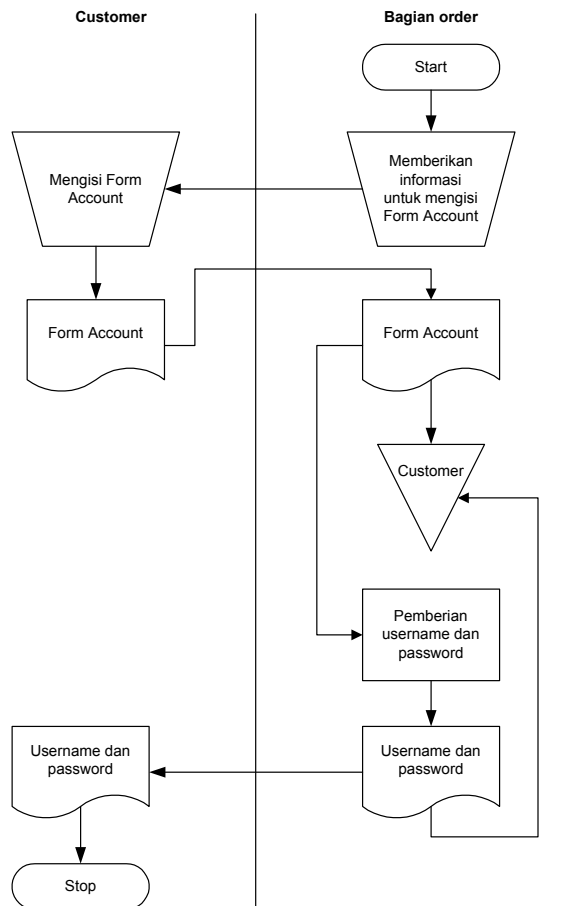 Customer
Bagian order
Start
Mengisi Form
Account
Memberikan
informasi
untuk mengisi
Form Account
Form Account
Form Account
Customer
Pemberian
username dan
password
Username dan
password
Username dan
password
Stop